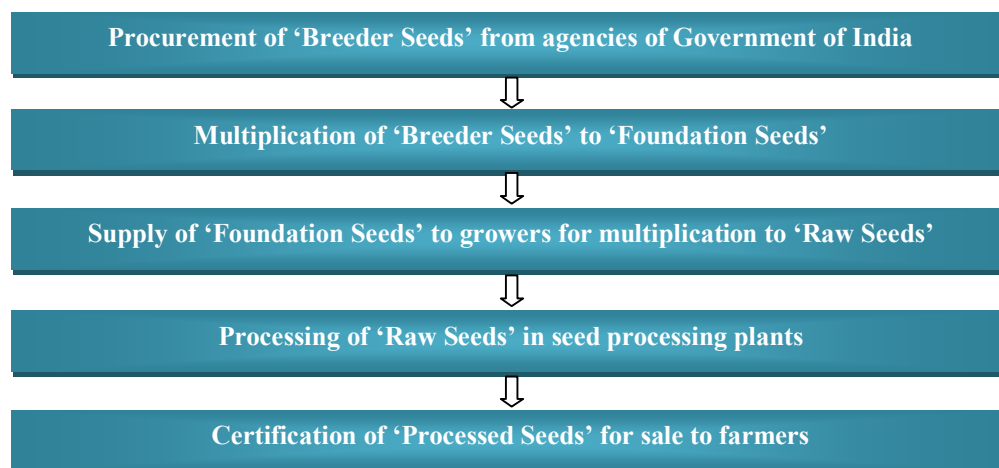 Procurement of ‘Breeder Seeds’ from agencies of Government of India
Multiplication of ‘Breeder Seeds’ to ‘Foundation Seeds’
Supply of ‘Foundation Seeds’ to growers for multiplication to ‘Raw Seeds’
Processing of ‘Raw Seeds’ in seed processing plants
Certification of ‘Processed Seeds’ for sale to farmers